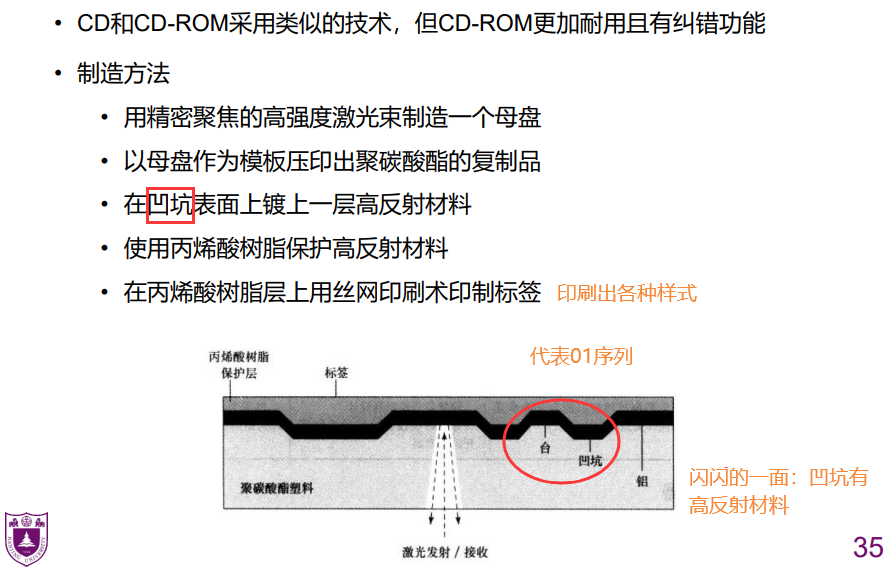 • CD和CD-ROM采用类似的技术，但CD-ROM更加耐用且有纠错功能
• 制造方法
• 用精密聚焦的高强度激光束制造一个母盘
• 以母盘作为模板压印出聚碳酸酯的复制品
• 在凹坑表面上镀上一层高反射材料
• 使用丙烯酸树脂保护高反射材料
• 在丙烯酸树脂层上用丝网印刷术印制标签 印刷出各种样式
代表01序列
丙烯酸树脂
保护层
标签
台
凹坑
铝
聚碳酸酯塑料
闪闪的一面：凹坑有
高反射材料
激光发射/接收
NANJING UNIVERSITY
35